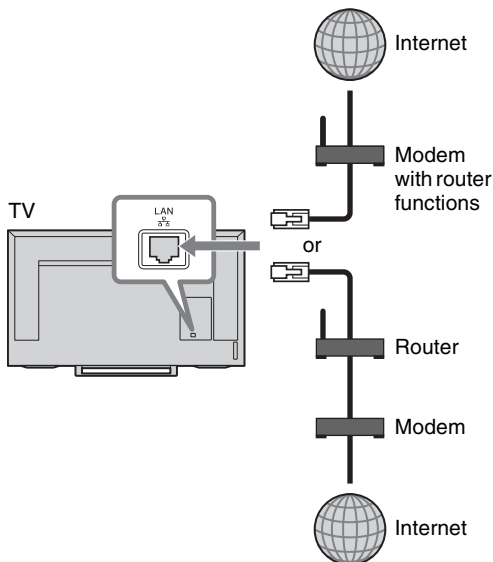 Internet
Modem
with router
functions
TV
LAN
or
Router
Modem
Internet